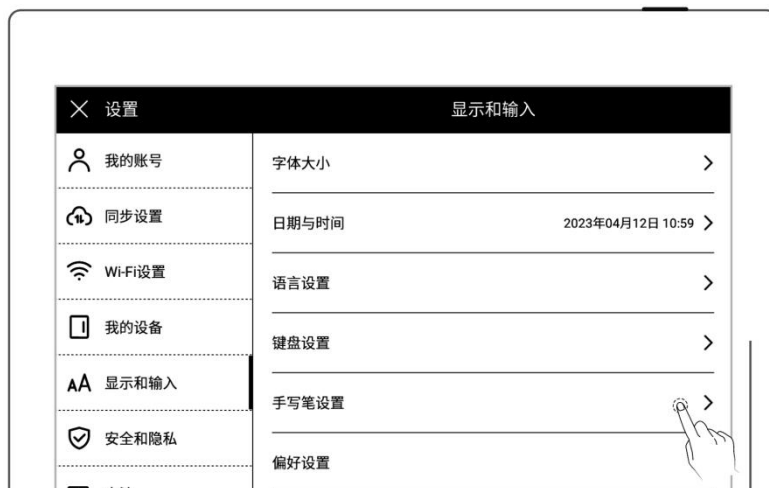 设置
显示和输入
我的账号
同步设置
Wi-Fi设置
我的设备
AA 显示和输入
安全和隐私
字体大小
日期与时间 2023年04月12日 10:59
语言设置
键盘设置
手写笔设置
偏好设置